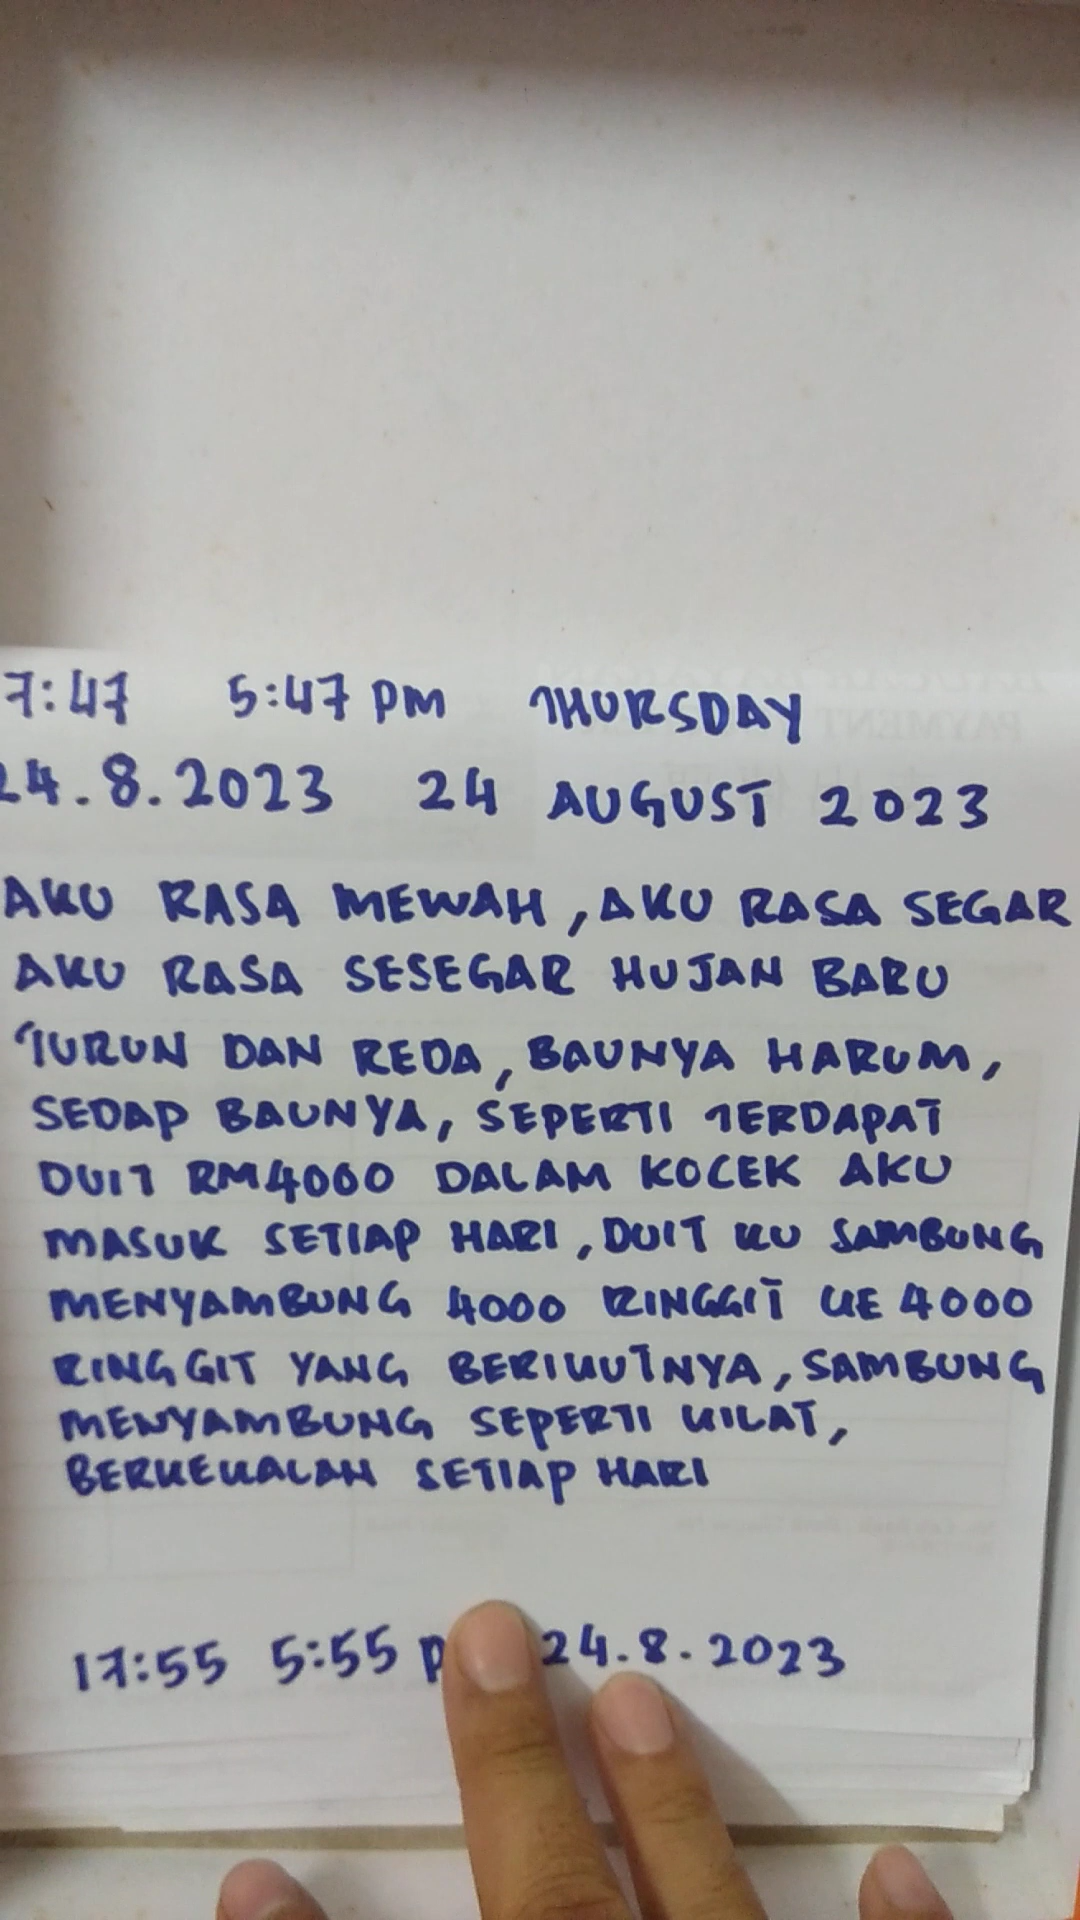 7:47 5:47 PM THURSDAY
24.8.2023 24 AUGUST 2023
AKU RASA MEWAH, AKU RASA SEGAR
AKU RASA SESEGAR HUJAN BARU
TURUN DAN REDA, BAUNYA HARUM,
SEDAP BAUNYA, SEPERTI TERDAPAT
DUIT RM4000 DALAM KOCEK AKU
MASUK SETIAP HARI, DUIT KU SAMBUNG
MENYAMBUNG 4000 RINGGIT KE 4000
RINGGIT YANG BERIKUTNYA, SAMBUNG
MENYAMBUNG SEPERTI KILAT,
BERKEKALAN SETIAP HARI
17:55 5:55 P 24.8.2023